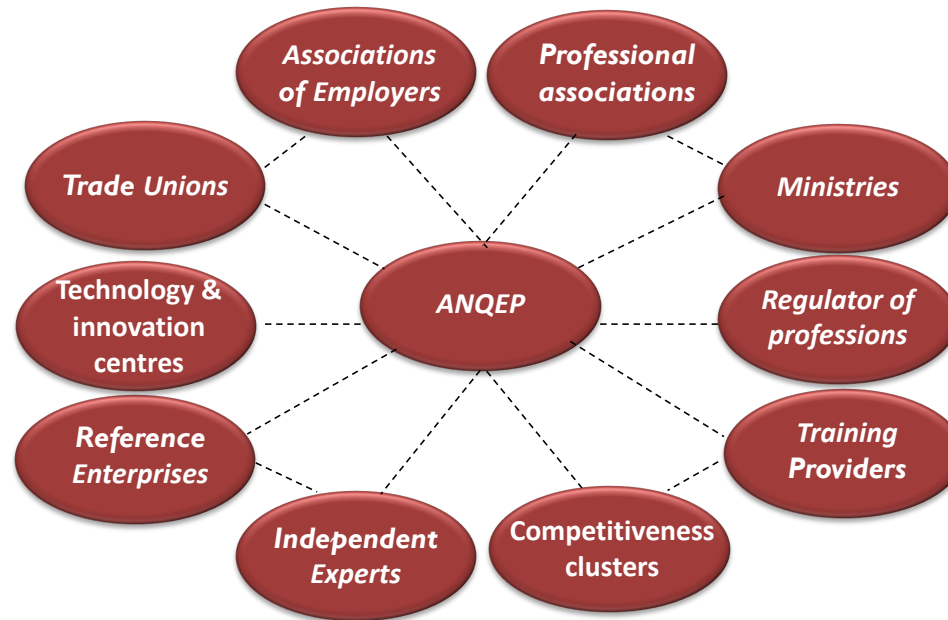 Associations
of Employers
Professional
associations
Trade Unions
Ministries
ANQEP
Technology &
innovation
centres
Regulator of
professions
Reference
Enterprises
Training
Providers
Independent
Experts
Competitiveness
clusters